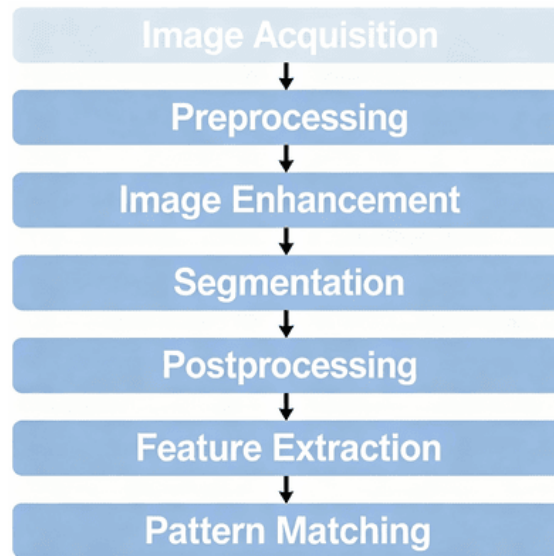 Image Acquisition
Preprocessing
Image Enhancement
Segmentation
Postprocessing
Feature Extraction
Pattern Matching